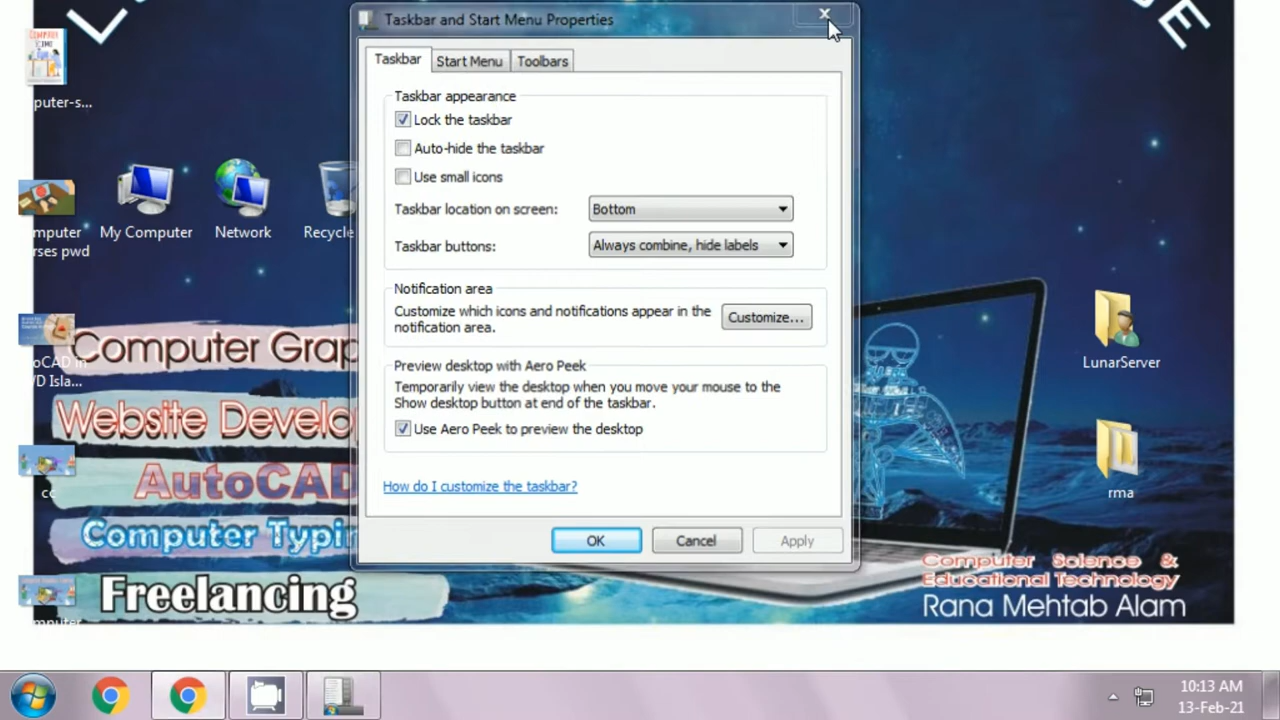 Taskbar and Start Menu Properties
Taskbar
Start Menu
Toolbars
Taskbar appearance
Lock the taskbar
Auto-hide the taskbar
Use small icons
Taskbar location on screen:
Bottom
Taskbar buttons:
Always combine, hide labels
Notification area
Customize which icons and notifications appear in the
notification area.
Customize...
Preview desktop with Aero Peek
Temporarily view the desktop when you move your mouse to the
Show desktop button at end of the taskbar.
Use Aero Peek to preview the desktop
How do I customize the taskbar?
OK
Cancel
Apply
puter-s...
mputer
rses pwd
My Computer
Network
Recycle
oCAD in
VD Isla...
Computer Grap
Website Develo
AutoCAD
Computer Typin
Freelancing
mputer
LunarServer
rma
Computer Science &
Educational Technology
Rana Mehtab Alam
10:13 AM
13-Feb-21